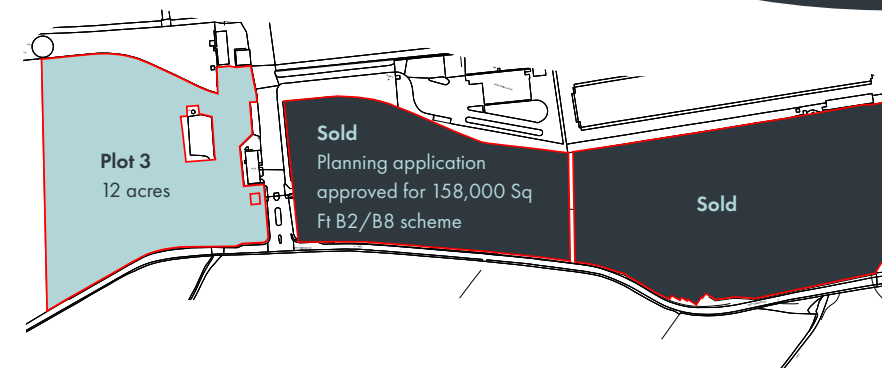 Plot 3
12 acres
Sold
Planning application
approved for 158,000 Sq
Ft B2/B8 scheme
Sold